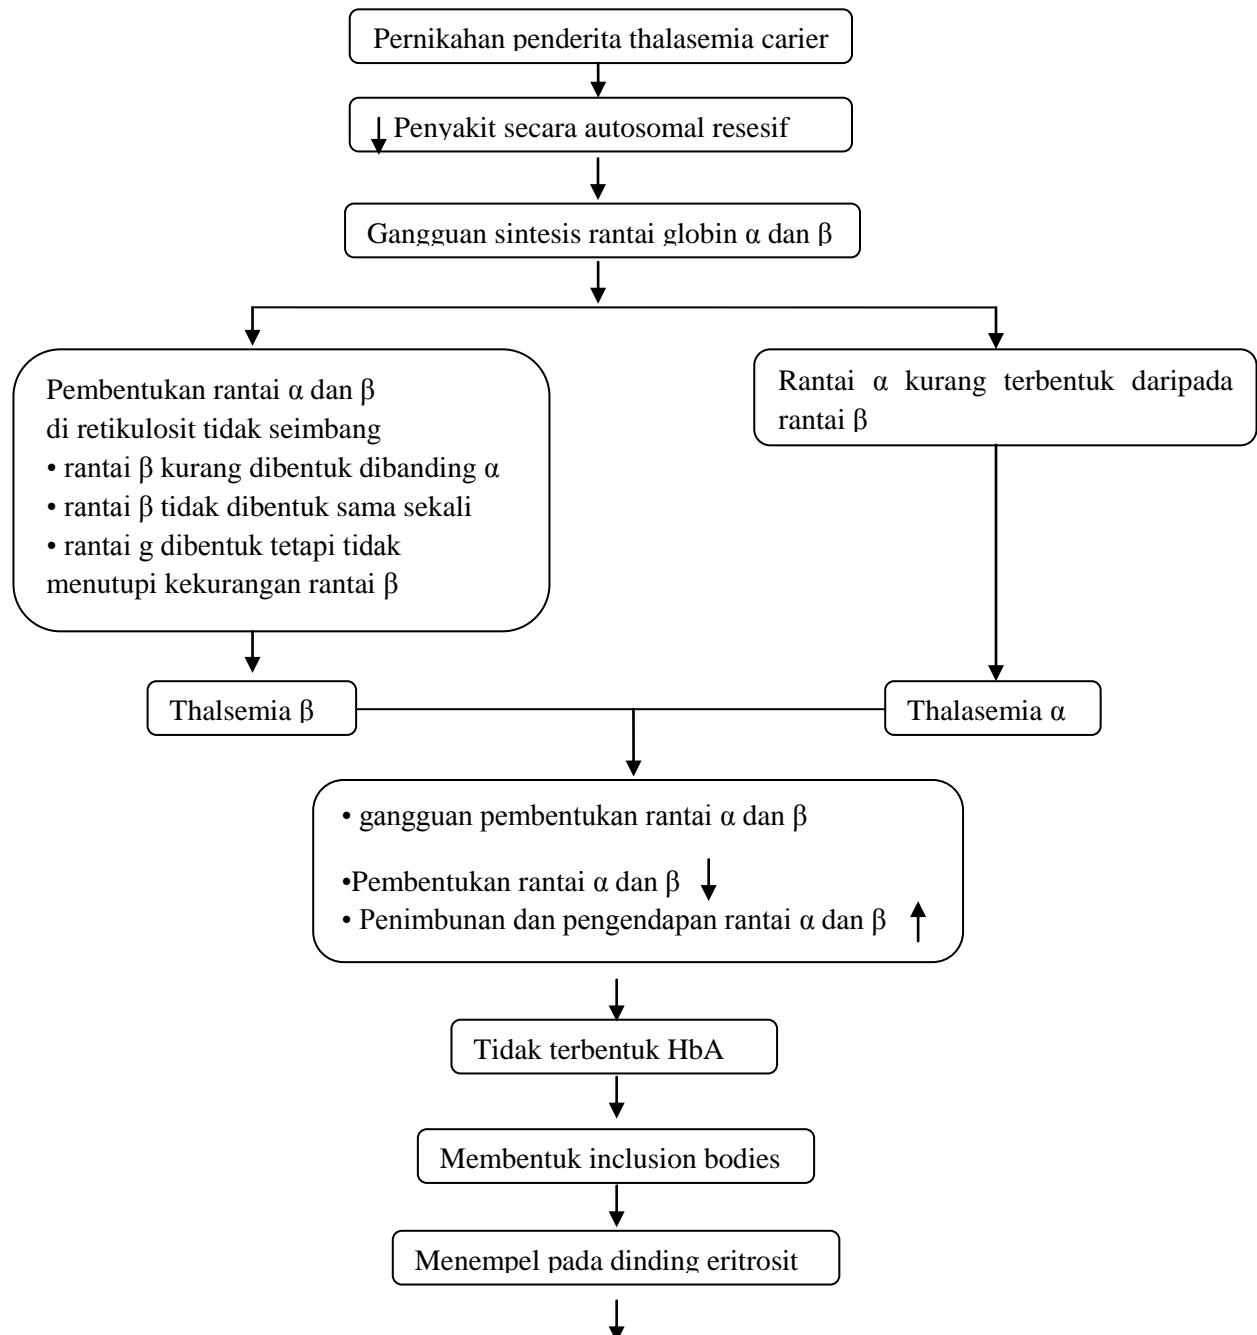 Pernikahan penderita thalasemia carier
Penyakit secara autosomal resesif
Gangguan sintesis rantai globin α dan β
Pembentukan rantai α dan β
di retikulosit tidak seimbang
• rantai β kurang dibentuk dibanding α
• rantai β tidak dibentuk sama sekali
• rantai g dibentuk tetapi tidak
menutupi kekurangan rantai β
Rantai α kurang terbentuk daripada
rantai β
Thalsemia β
Thalasemia α
• gangguan pembentukan rantai α dan β
•Pembentukan rantai α dan β
• Penimbunan dan pengendapan rantai α dan β
Tidak terbentuk HbA
Membentuk inclusion bodies
Menempel pada dinding eritrosit